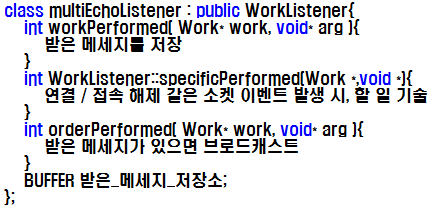 class multiEchoListener : public WorkListener{
int workPerformed( Work* work, void* arg ){
받은 메세지를 저장
}
int WorkListener::specificPerformed(Work *,void *){
연결 / 접속 해제 같은 소켓 이벤트 발생 시, 할 일 기술
}
int orderPerformed( Work* work, void* arg ){
받은 메세지가 있으면 브로드캐스트
}
BUFFER 받은_메세지_저장소;
};